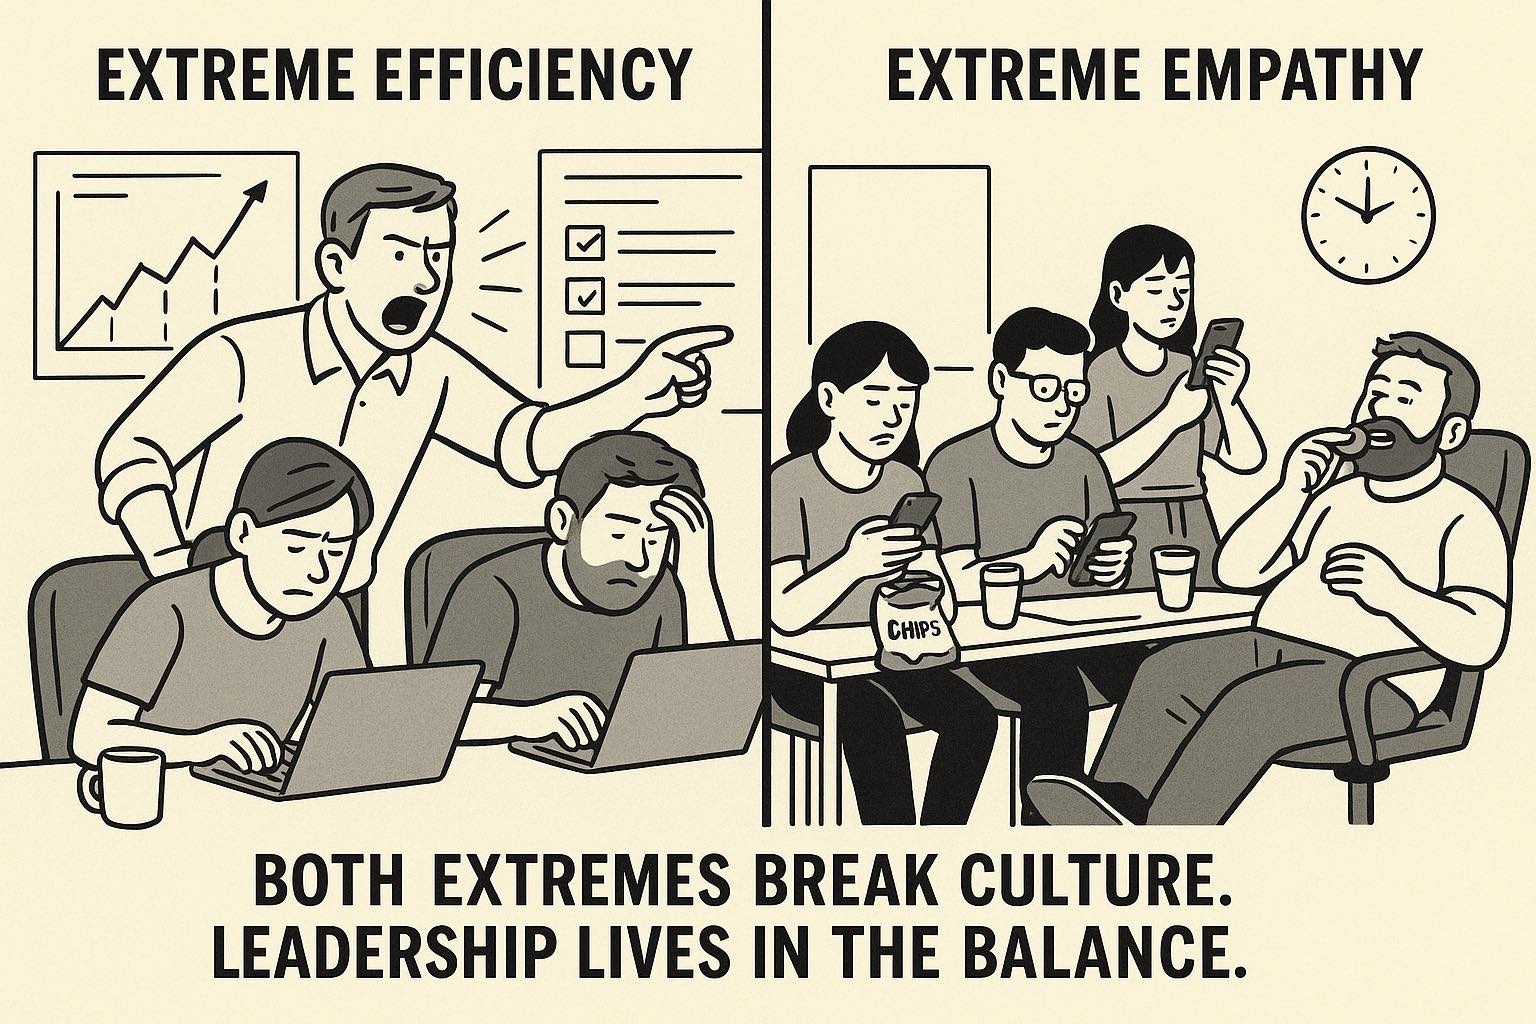 EXTREME EFFICIENCY
EXTREME EMPATHY
CHIPS
BOTH EXTREMES BREAK CULTURE.
LEADERSHIP LIVES IN THE BALANCE.